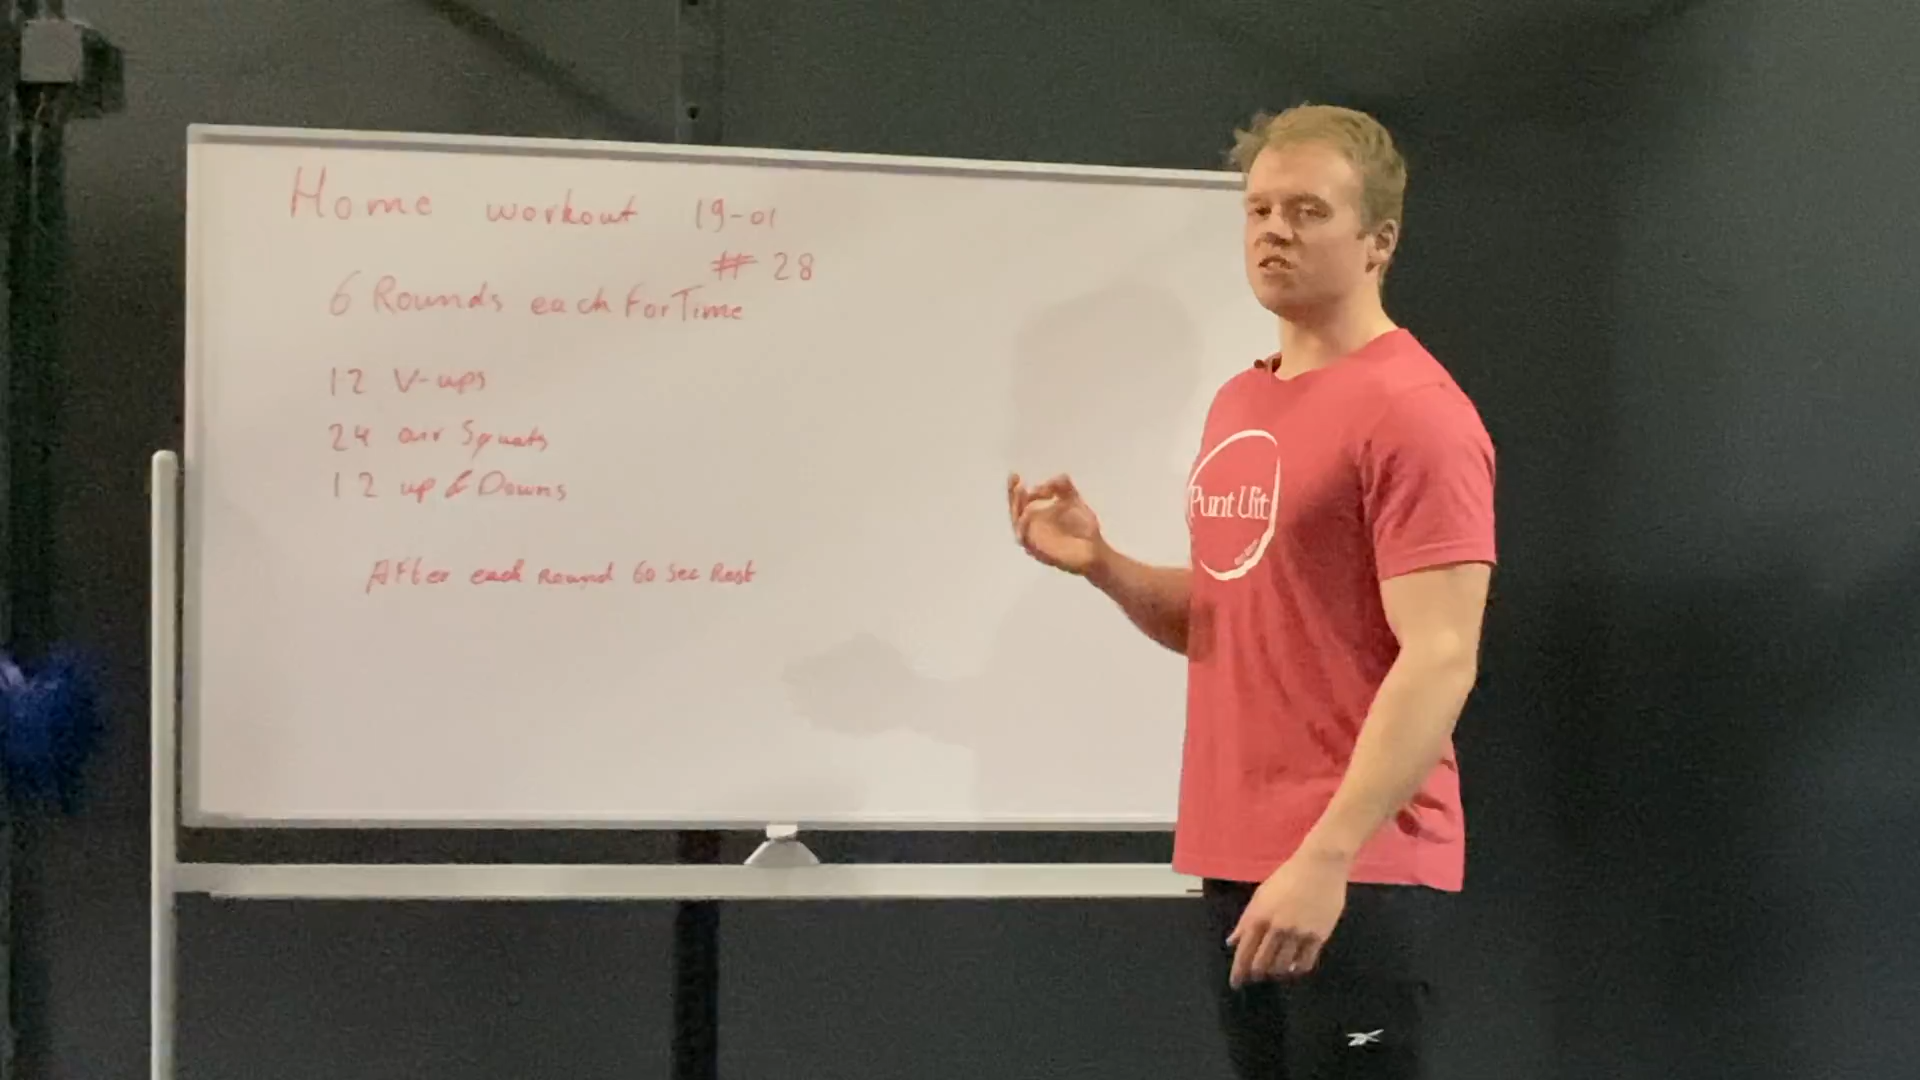 Home workout 19-01
# 28
6 Rounds each For Time
12 V-ups
24 air Squats
12 up & Downs
After each Round 60 Sec Rest
Punt Uit